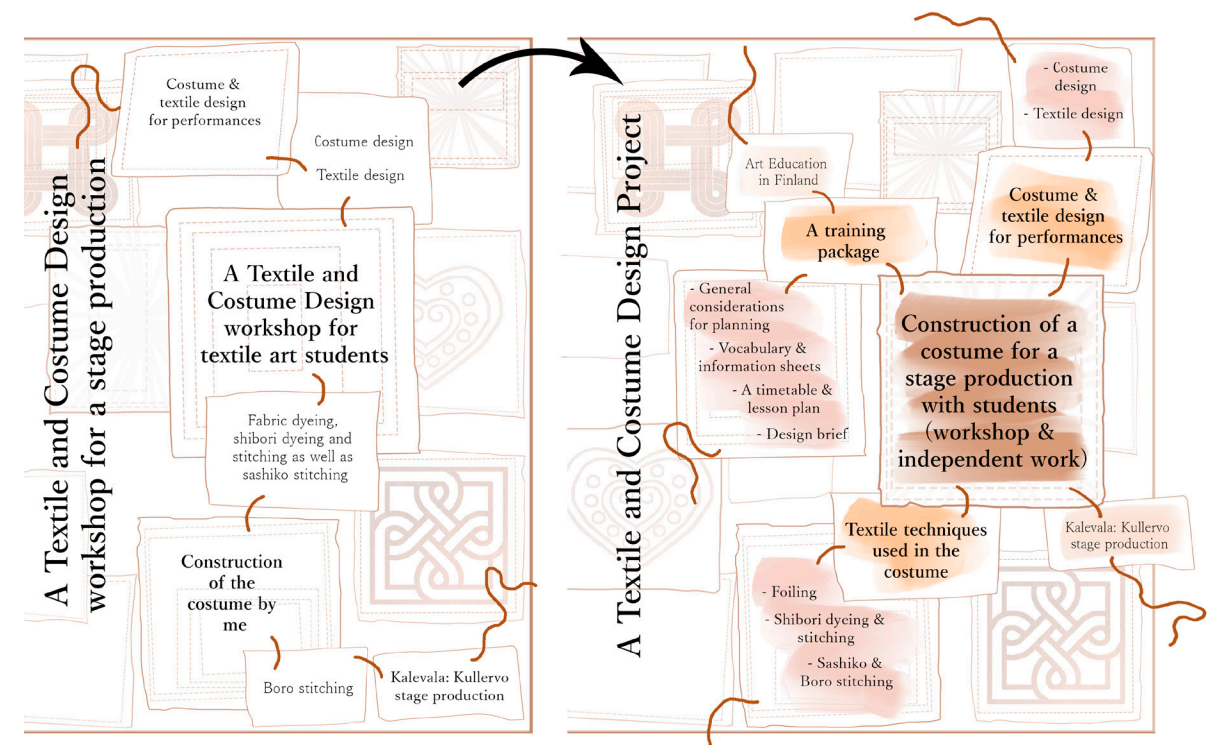 A Textile and Costume Design
workshop for a stage production
Costume &
textile design
for performances
Costume design
Textile design
A Textile and
Costume Design
workshop for
textile art students
Fabric dyeing,
shibori dyeing and
stitching as well as
sashiko stitching
Construction
of the
costume by
me
Boro stitching
Kalevala: Kullervo
stage production
A Textile and Costume Design Project
- Costume
design
- Textile design
Art Education
in Finland
Costume &
textile design
for performances
A training
package
- General
considerations
for planning
- Vocabulary &
information sheets
- A timetable &
lesson plan
- Design brief
Construction of a
costume for a
stage production
with students
(workshop &
independent work)
Textile techniques
used in the
costume
Kalevala: Kullervo
stage production
- Foiling
- Shibori dyeing &
stitching
- Sashiko &
Boro stitching